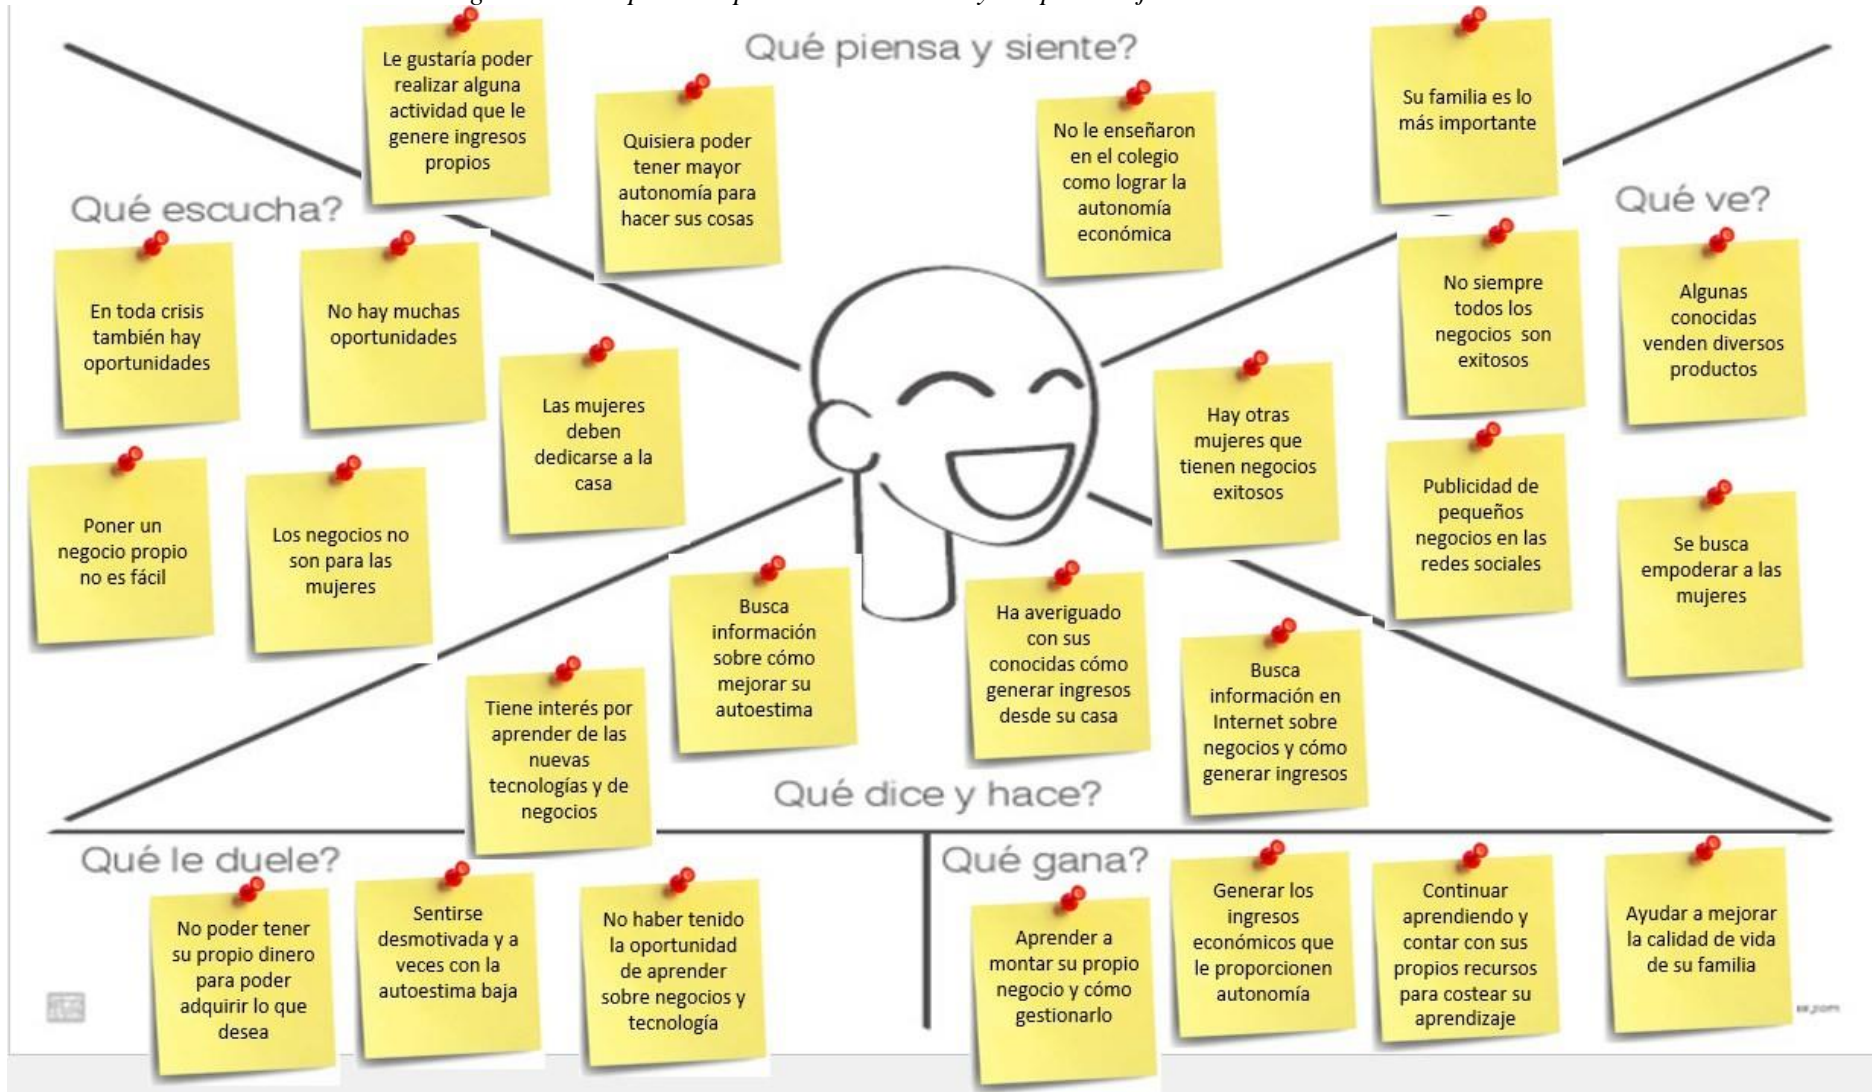 Qué piensa y siente?
Le gustaría poder
realizar alguna
actividad que le
genere ingresos
propios
Quisiera poder
tener mayor
autonomía para
hacer sus cosas
No le enseñaron
en el colegio
como lograr la
autonomía
económica
Su familia es lo
más importante
Qué escucha?
En toda crisis
también hay
oportunidades
No hay muchas
oportunidades
Las mujeres
deben
dedicarse a la
casa
Poner un
negocio propio
no es fácil
Los negocios no
son para las
mujeres
Qué ve?
No siempre
todos los
negocios son
exitosos
Algunas
conocidas
venden diversos
productos
Hay otras
mujeres que
tienen negocios
exitosos
Publicidad de
pequeños
negocios en las
redes sociales
Se busca
empoderar a las
mujeres
Tiene interés por
aprender de las
nuevas
tecnologías y de
negocios
Busca
información
sobre cómo
mejorar su
autoestima
Ha averiguado
con sus
conocidas cómo
generar ingresos
desde su casa
Busca
información en
Internet sobre
negocios y cómo
generar ingresos
Qué dice y hace?
Qué le duele?
No poder tener
su propio dinero
para poder
adquirir lo que
desea
Sentirse
desmotivada y a
veces con la
autoestima baja
No haber tenido
la oportunidad
de aprender
sobre negocios y
tecnología
Qué gana?
Aprender a
montar su propio
negocio y cómo
gestionarlo
Generar los
ingresos
económicos que
le proporcionen
autonomía
Continuar
aprendiendo y
contar con sus
propios recursos
para costear su
aprendizaje
Ayudar a mejorar
la calidad de vida
de su familia